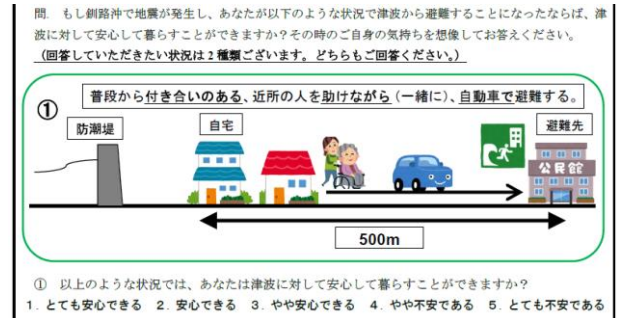 問. もし釧路沖で地震が発生し、あなたが以下のような状況で津波から避難することになったならば、津
波に対して安心して暮らすことができますか？その時のご自身の気持ちを想像してお答えください。
（回答していただきたい状況は2種類ございます。どちらもご回答ください。）
① 普段から付き合いのある、近所の人を助けながら（一緒に）、自動車で避難する。
防潮堤 自宅 避難先
公民館
500m
① 以上のような状況では、あなたは津波に対して安心して暮らすことができますか？
1. とても安心できる 2. 安心できる 3. やや安心できる 4. やや不安である 5. とても不安である